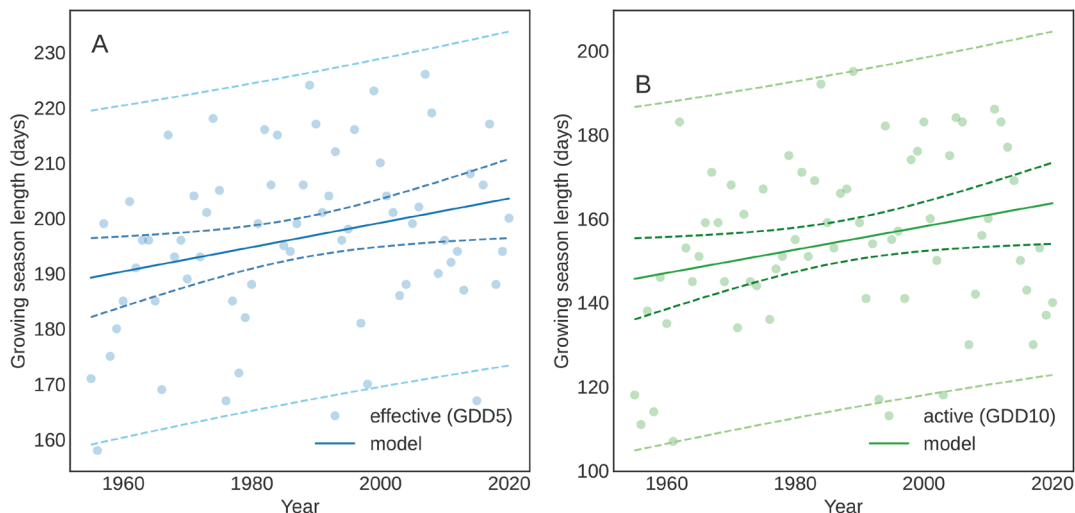 A
Growing season length (days)
230
220
210
200
190
180
170
160
effective (GDD5)
model
1960
1980
2000
2020
Year
B
Growing season length (days)
200
180
160
140
120
100
active (GDD10)
model
1960
1980
2000
2020
Year